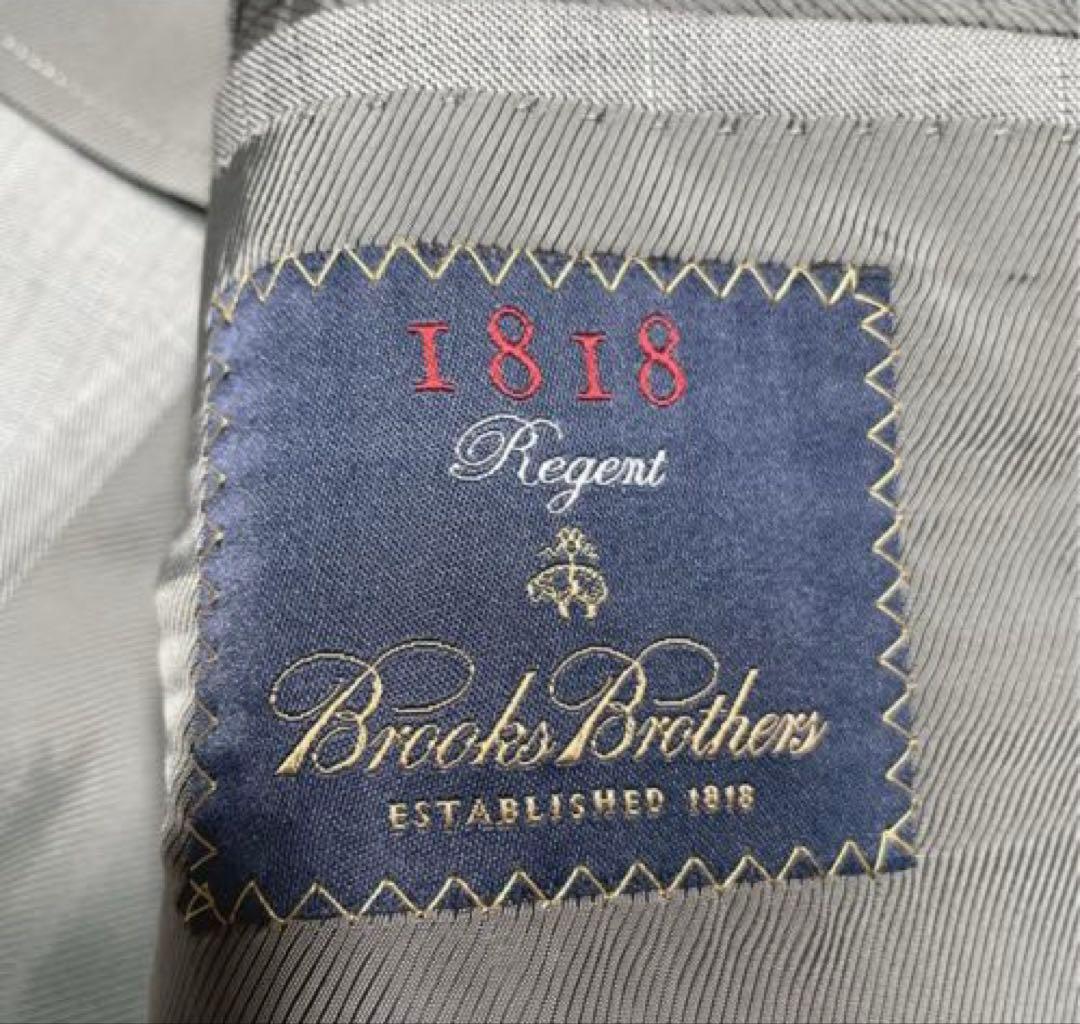 1818
Regent
Brooks Brothers
ESTABLISHED 1818